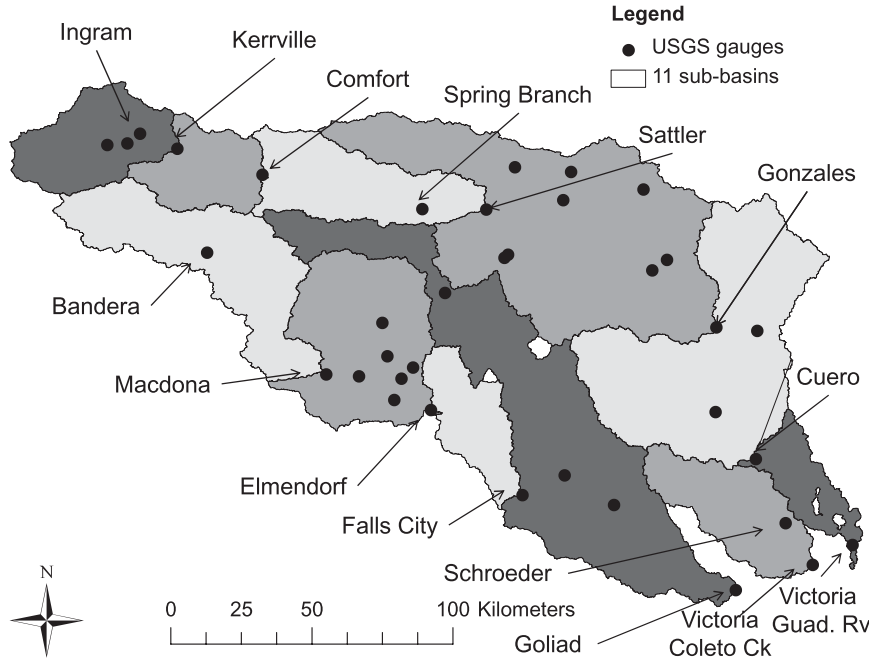 Legend
USGS gauges
11 sub-basins
Ingram
Kerrville
Comfort
Spring Branch
Sattler
Gonzales
Bandera
Macdona
Cuero
Elmendorf
Falls City
Schroeder
Victoria
Guad. Rv
Victoria
Coleto Ck
Goliad
N
0 25 50 100 Kilometers